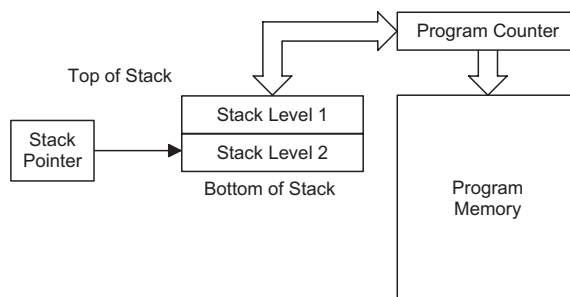 Program Counter
Top of Stack
Stack Level 1
Stack
Pointer
Stack Level 2
Bottom of Stack
Program
Memory